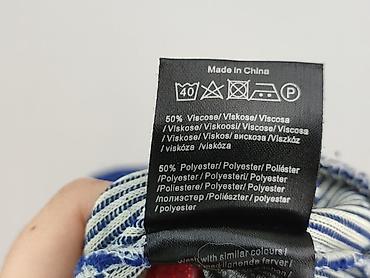 Made in China
40 P
50% Viscose/ Viskose/ Viscosa
/Viskose/ Viskoosi/ Viscose/ Viscosa
/Viskose/ Viskos/ вискоза /Viszkóz
/ viskóza /viskóza
50% Polyester/ Polyester/ Poliéster
/Polyester/ Polyesteri/ Polyester
/Poliestere/ Polyester/ Polyester
/полиэстер /Poliészter/ polyester
/ polyester
with similar colours /